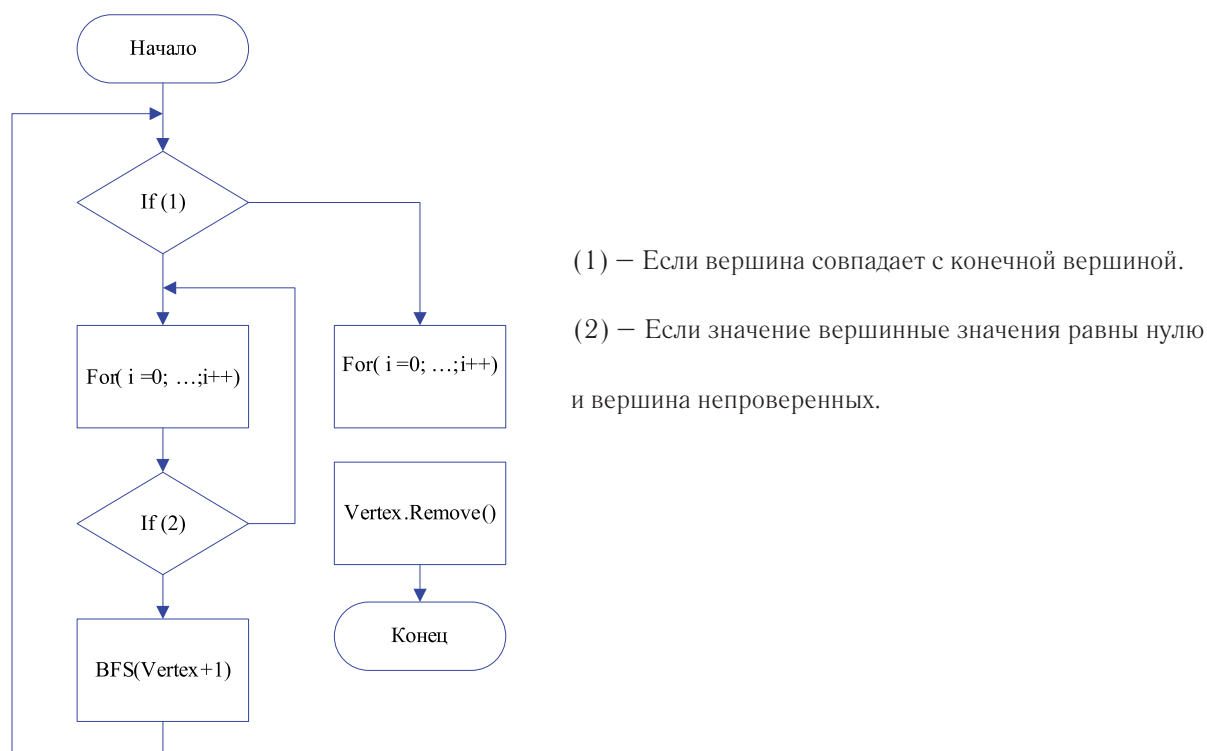 Начало
If (1)
For( i =0; …;i++)
For( i =0; …;i++)
If (2)
Vertex.Remove()
BFS(Vertex+1)
Конец
(1) – Если вершина совпадает с конечной вершиной.
(2) – Если значение вершинные значения равны нулю
и вершина непроверенных.